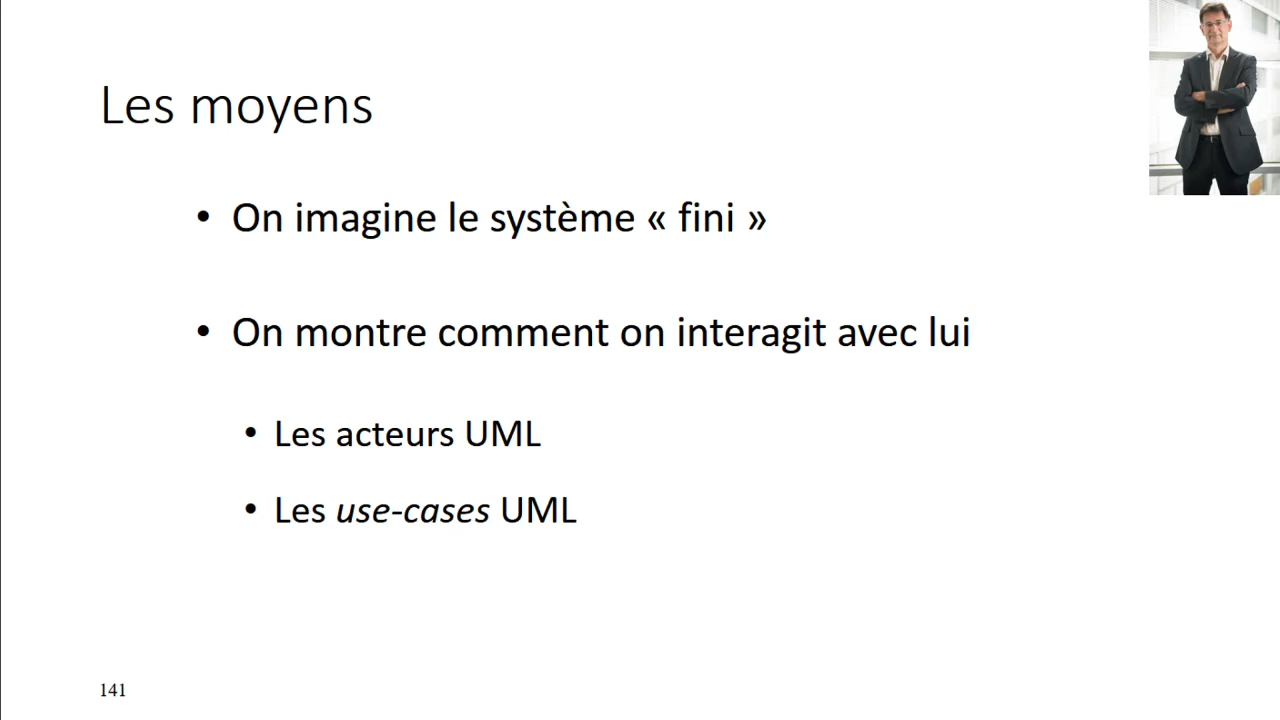 Les moyens
• On imagine le système « fini »
• On montre comment on interagit avec lui
• Les acteurs UML
• Les use-cases UML
141